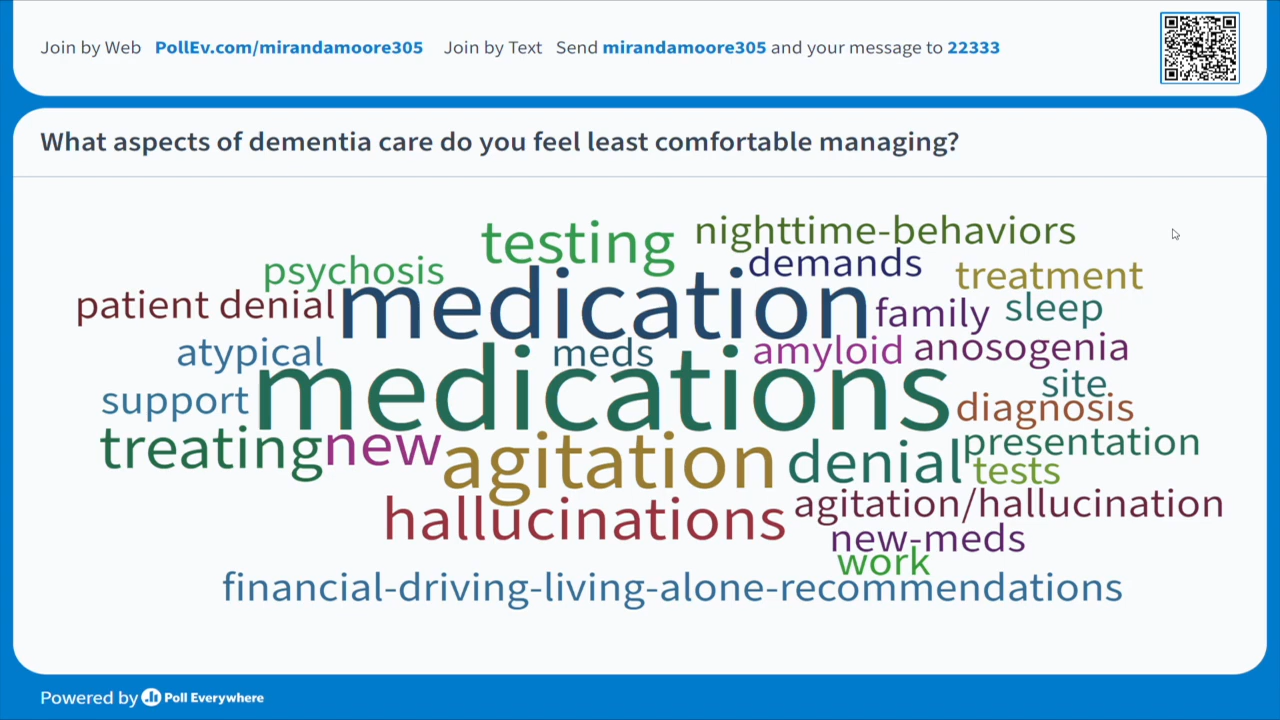 Join by Web PollEv.com/mirandamoore305 Join by Text Send mirandamoore305 and your message to 22333
What aspects of dementia care do you feel least comfortable managing?
testing
nighttime-behaviors
psychosis
demands
treatment
patient denial
medication
family
sleep
atypical
meds
amyloid
anosogenia
support
medications
site
diagnosis
treating
new
agitation
denial
presentation
tests
hallucinations
agitation/hallucination
new-meds
work
financial-driving-living-alone-recommendations
Powered by Poll Everywhere